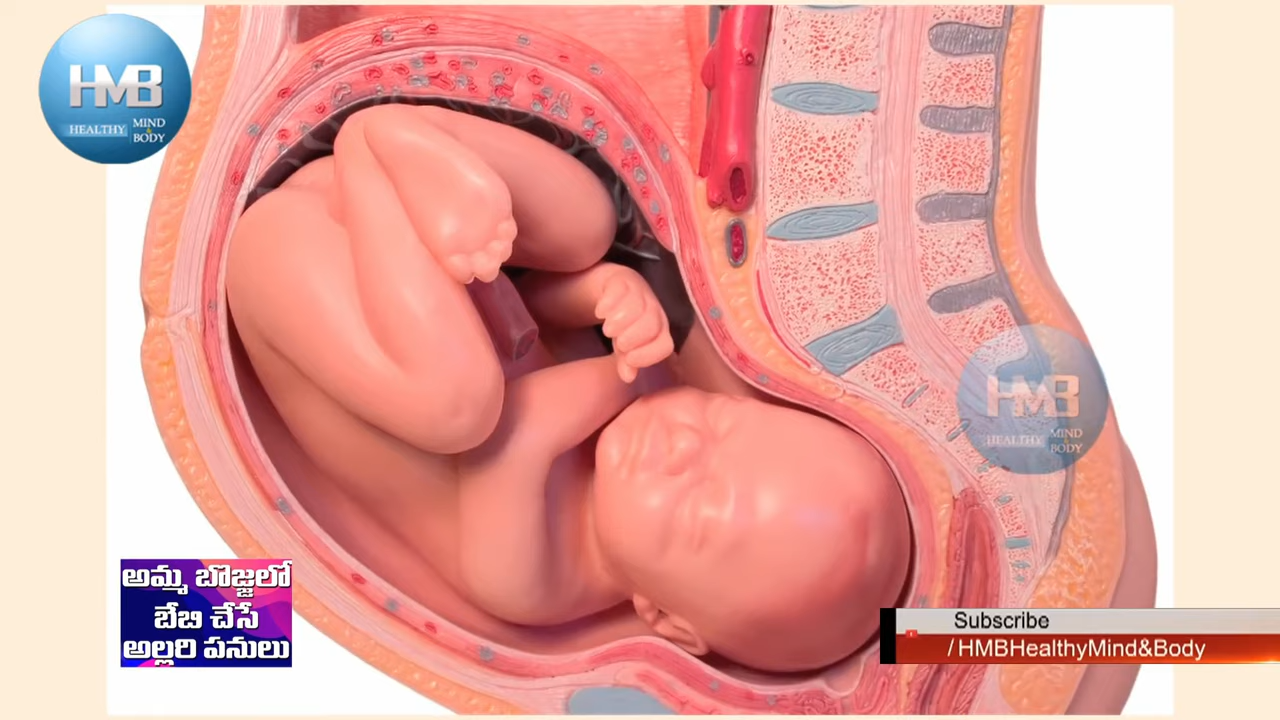 HMB
HEALTHY MIND & BODY
HMB
HEALTHY MIND & BODY
అమ్మ బొజ్జలో
బేబి చేసే
అల్లరి పనులు
Subscribe
/HMBHealthyMind&Body